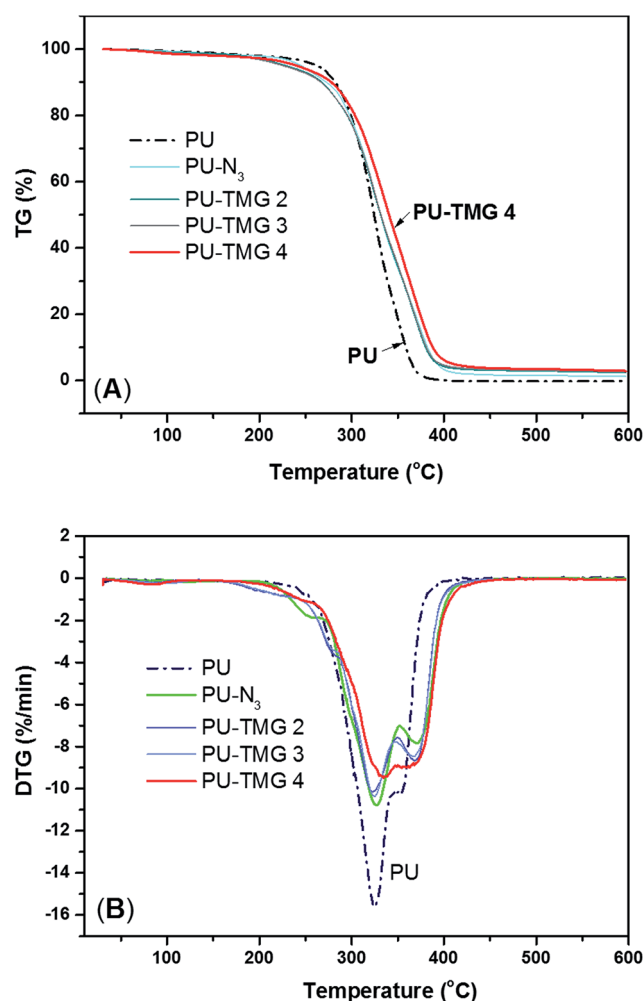 100
80
60
40
20
0
TG (%)
PU
PU-N₃
PU-TMG 2
PU-TMG 3
PU-TMG 4
PU-TMG 4
PU
(A)
100 200 300 400 500 600
Temperature (°C)
2
0
-2
-4
-6
-8
-10
-12
-14
-16
DTG (%/min)
PU
PU-N₃
PU-TMG 2
PU-TMG 3
PU-TMG 4
PU
(B)
100 200 300 400 500 600
Temperature (°C)